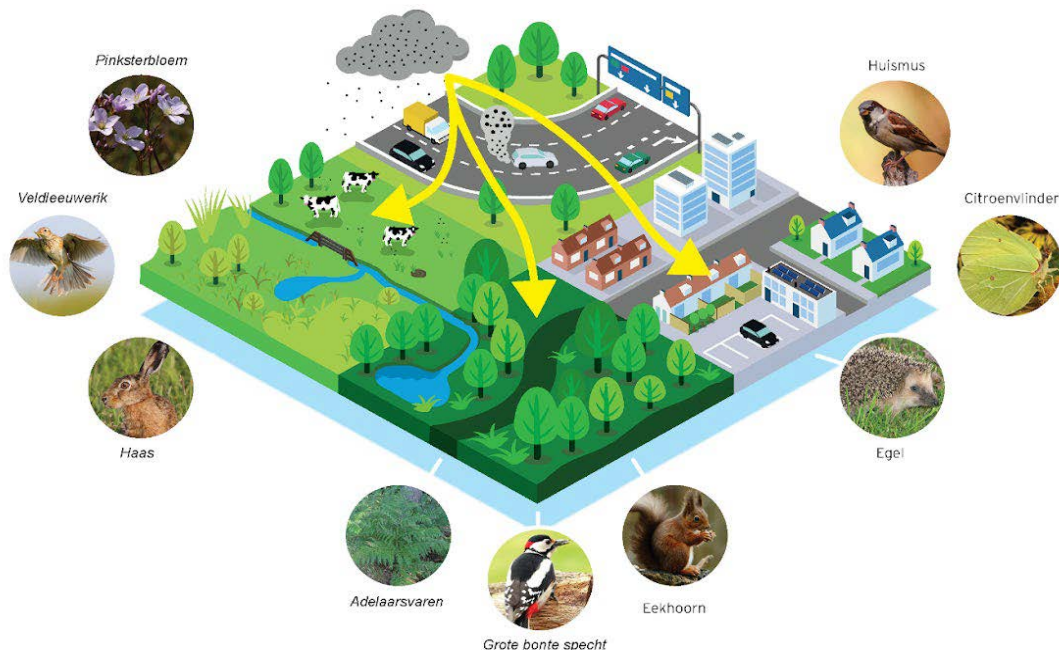 Pinksterbloem
Huismus
Veldleeuwerik
Citroenvlinder
Haas
Egel
Adelaarsvaren
Eekhoorn
Grote bonte specht